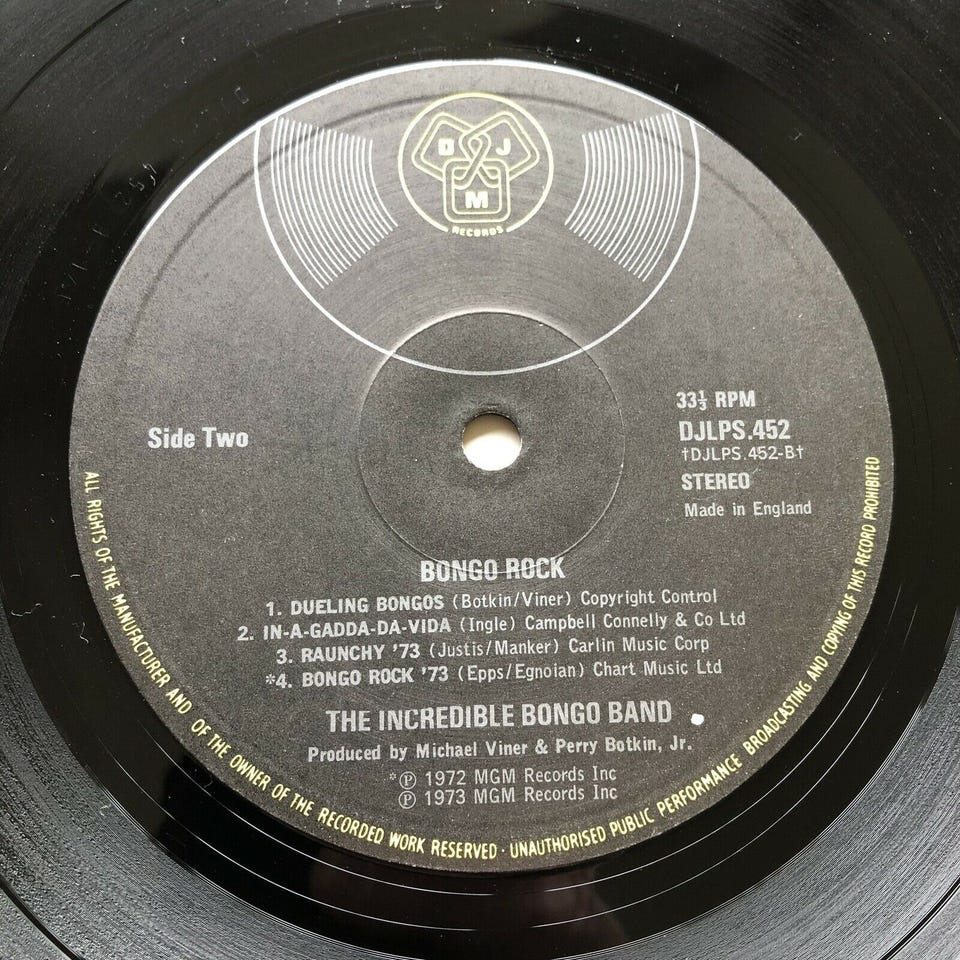 D J
M
RECORDS
Side Two
33⅓ RPM
DJLPS.452
†DJLPS.452-B†
STEREO
Made in England
BONGO ROCK
1. DUELING BONGOS (Botkin/Viner) Copyright Control
2. IN-A-GADDA-DA-VIDA (Ingle) Campbell Connelly & Co Ltd
3. RAUNCHY '73 (Justis/Manker) Carlin Music Corp
*4. BONGO ROCK '73 (Epps/Egnoian) Chart Music Ltd
THE INCREDIBLE BONGO BAND
Produced by Michael Viner & Perry Botkin, Jr.
*℗ 1972 MGM Records Inc
℗ 1973 MGM Records Inc
ALL RIGHTS OF THE MANUFACTURER AND OF THE OWNER OF THE RECORDED WORK RESERVED · UNAUTHORISED PUBLIC PERFORMANCE BROADCASTING AND COPYING OF THIS RECORD PROHIBITED